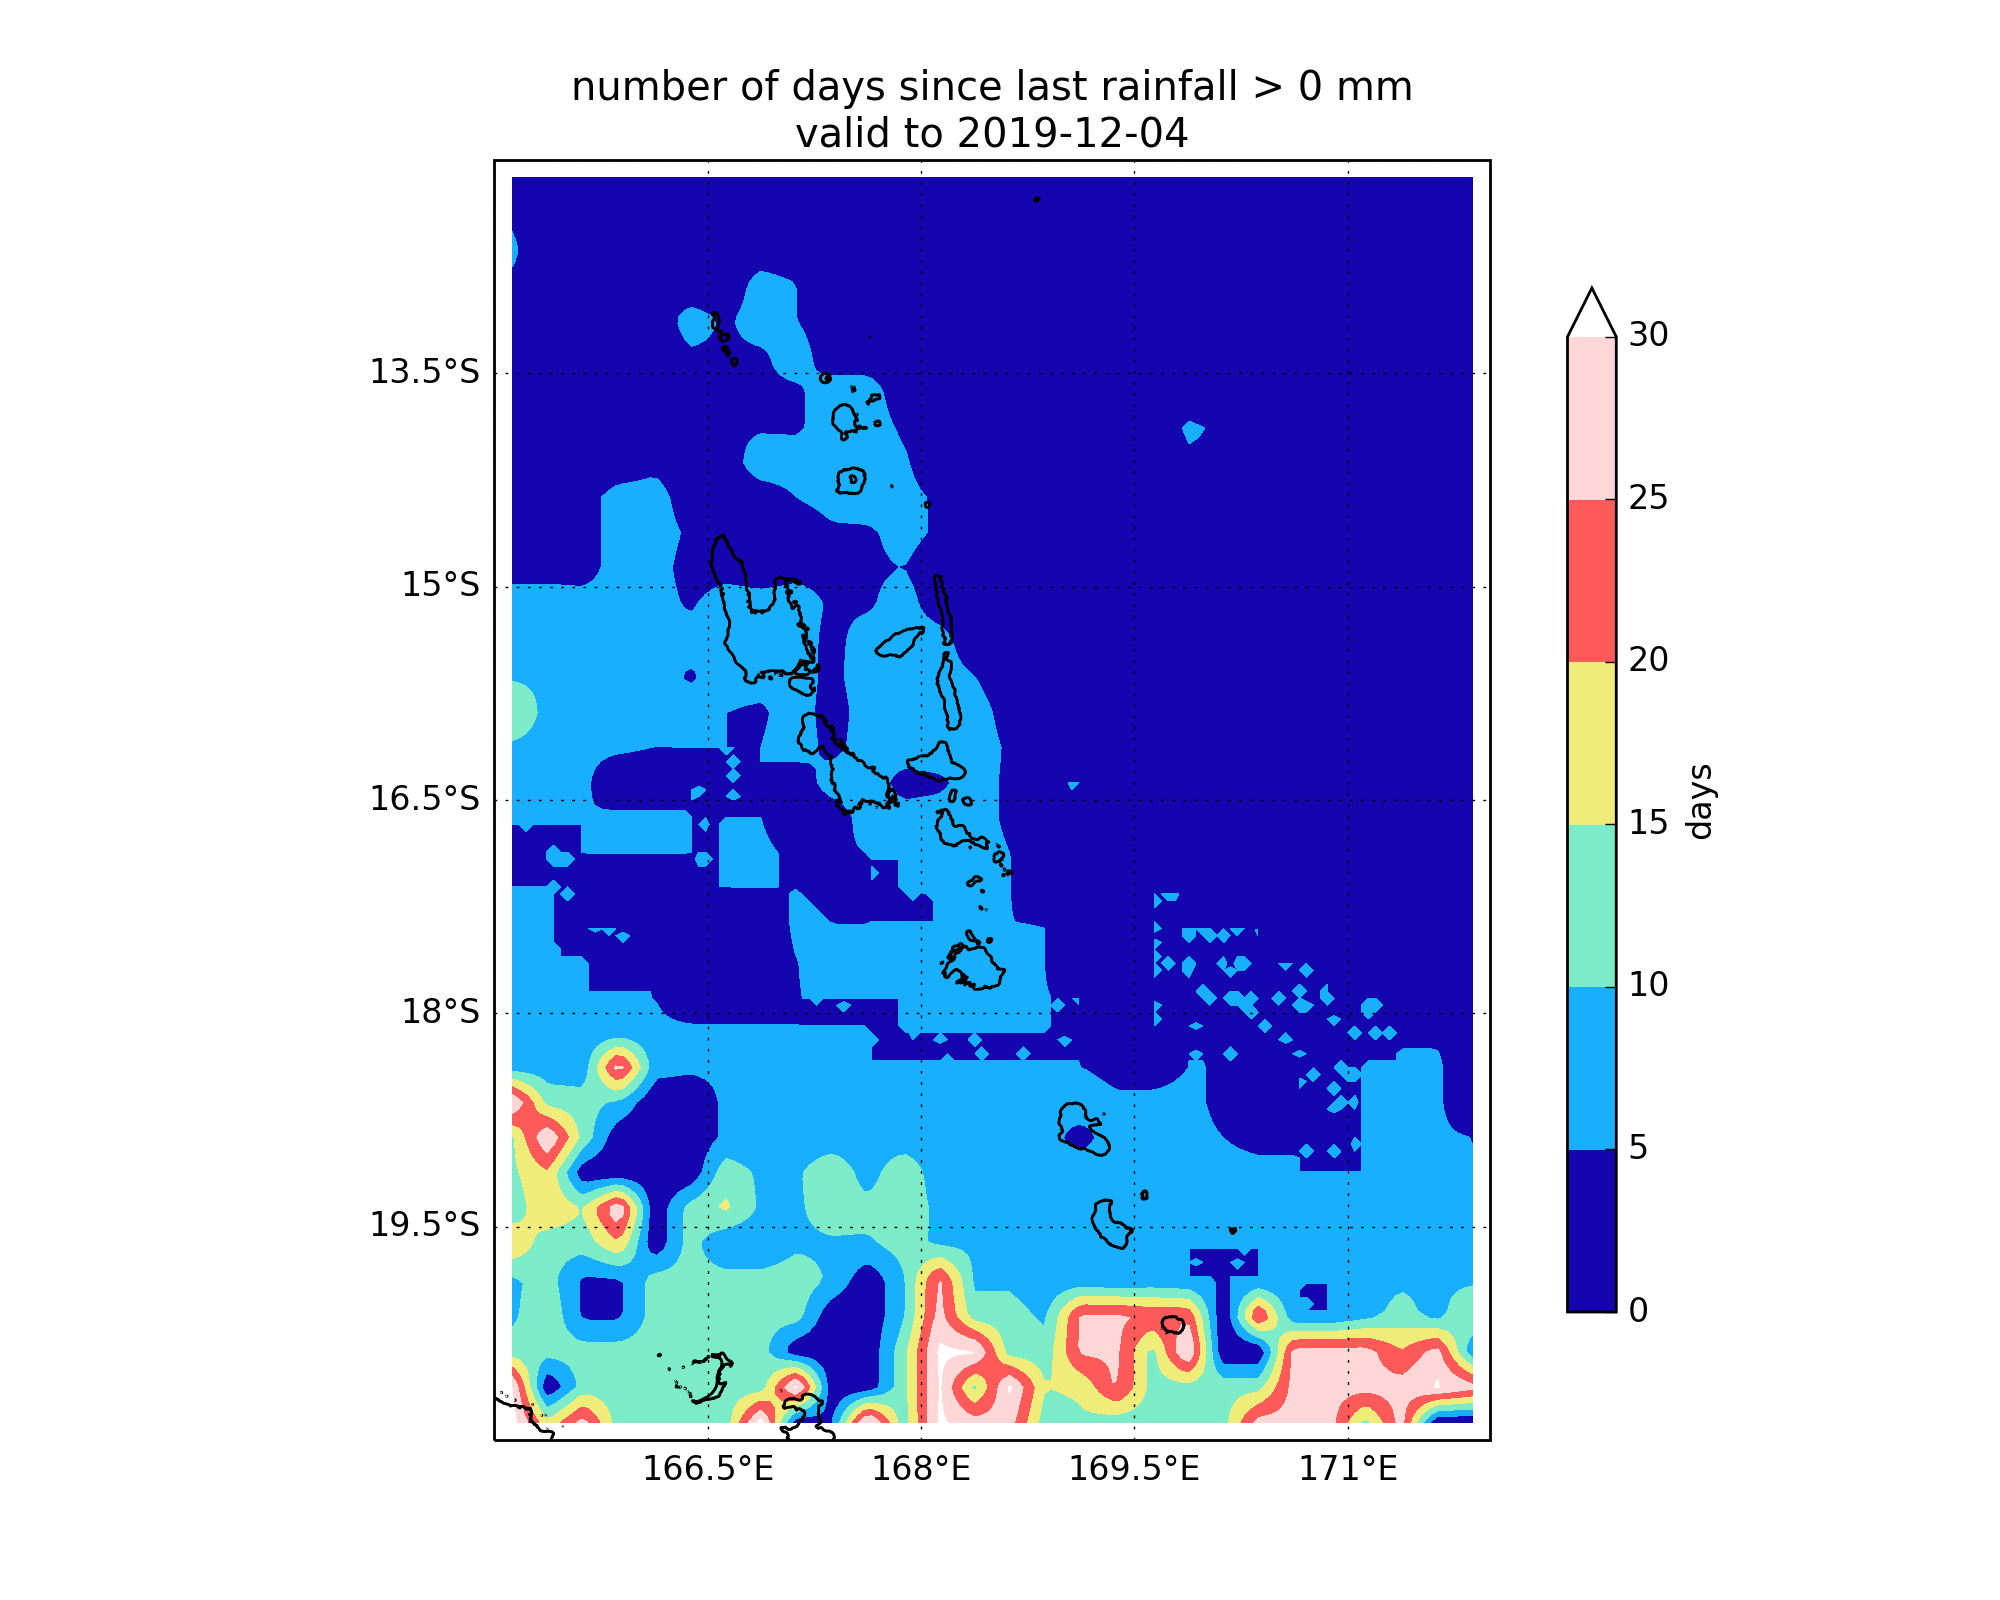 number of days since last rainfall > 0 mm
valid to 2019-12-04
13.5°S
15°S
16.5°S
18°S
19.5°S
166.5°E
168°E
169.5°E
171°E
30
25
20
15
10
5
0
days